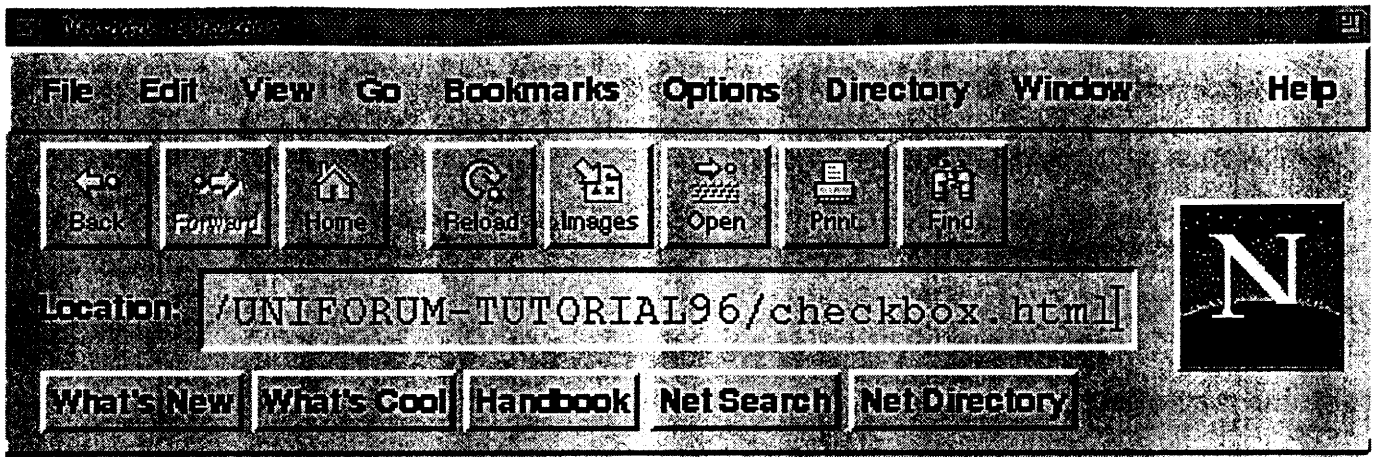 File Edit View Go Bookmarks Options Directory Window Help
Back Forward Home Reload Images Open Print Find
N
Location: /UNIFORUM-TUTORIAL96/checkbox.html
What's New What's Cool Handbook Net Search Net Directory